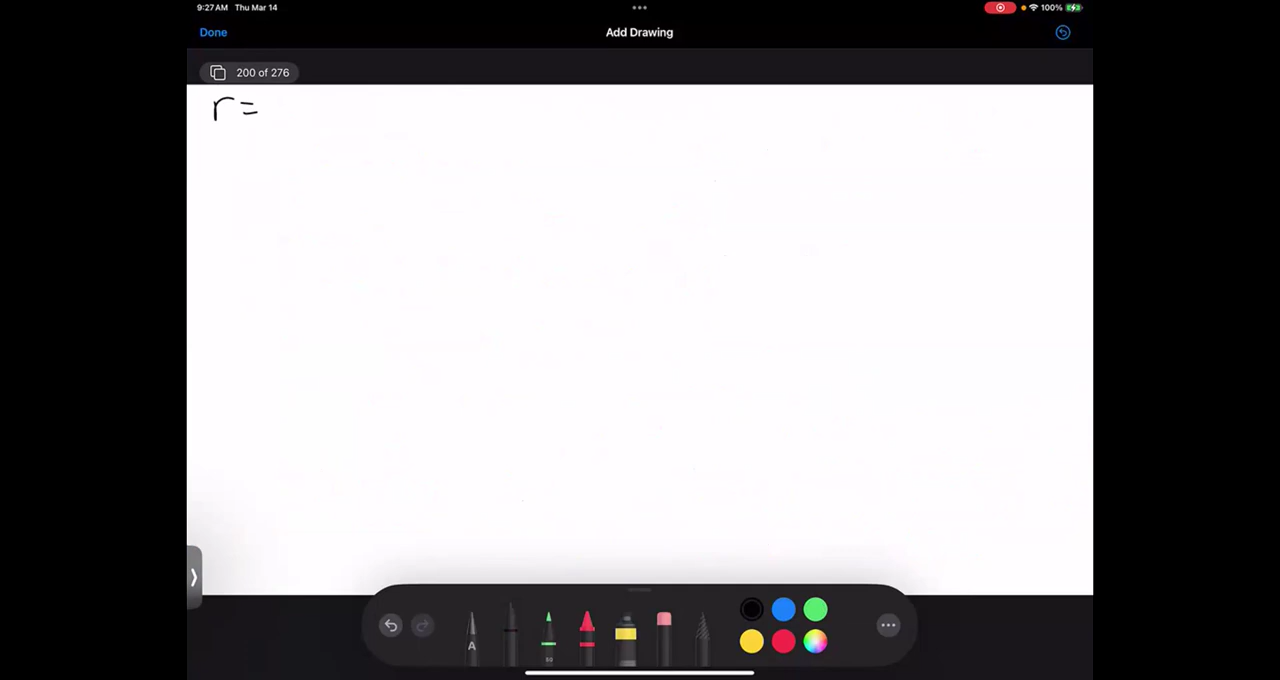 9:27 AM Thu Mar 14
100%
Done
Add Drawing
200 of 276
r =
A